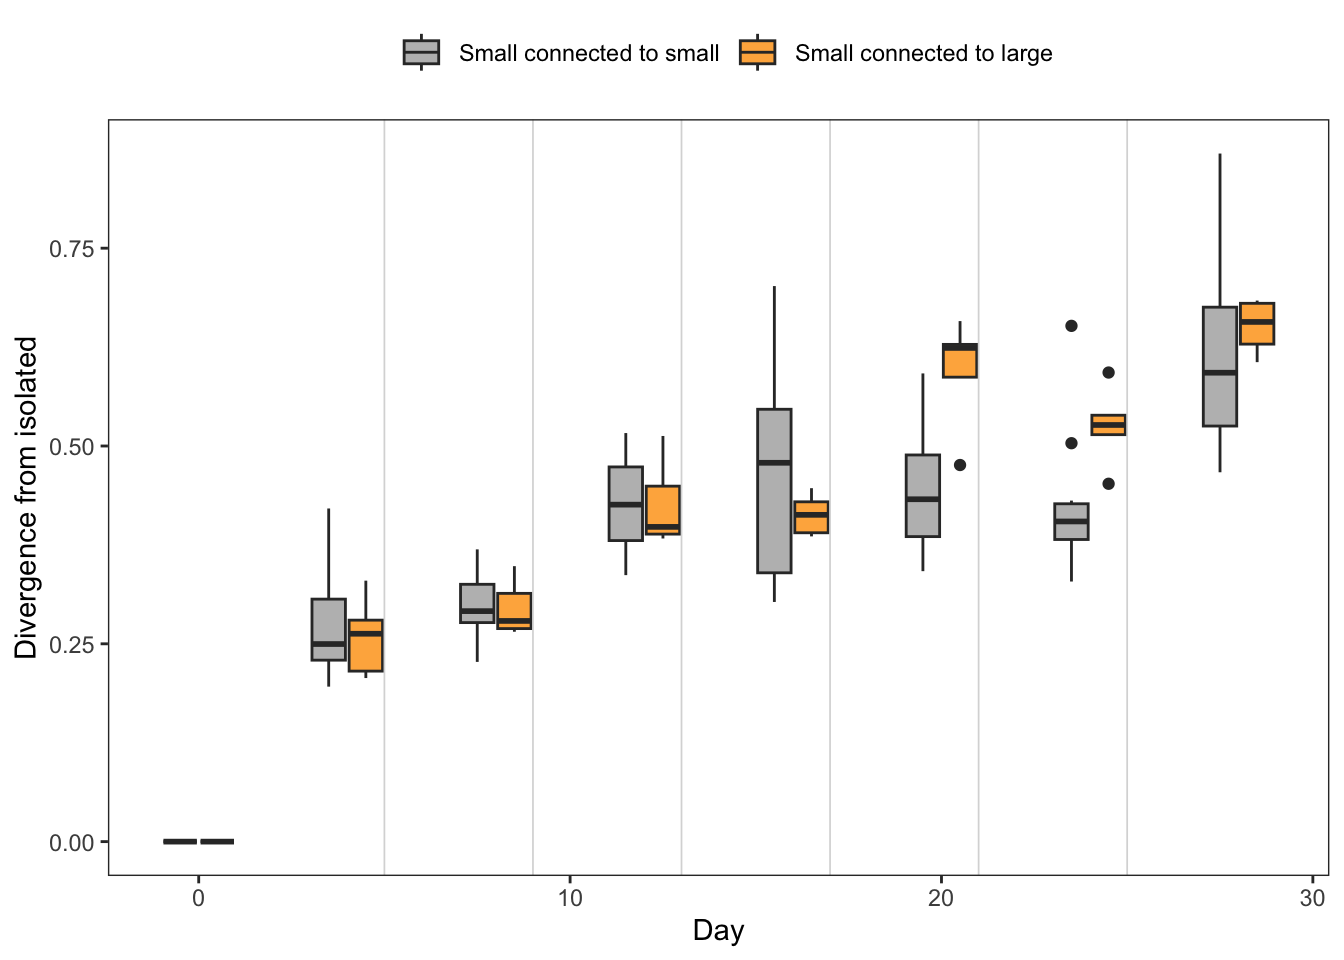 Small connected to small
Small connected to large
Divergence from isolated
0.75
0.50
0.25
0.00
0
10
20
30
Day